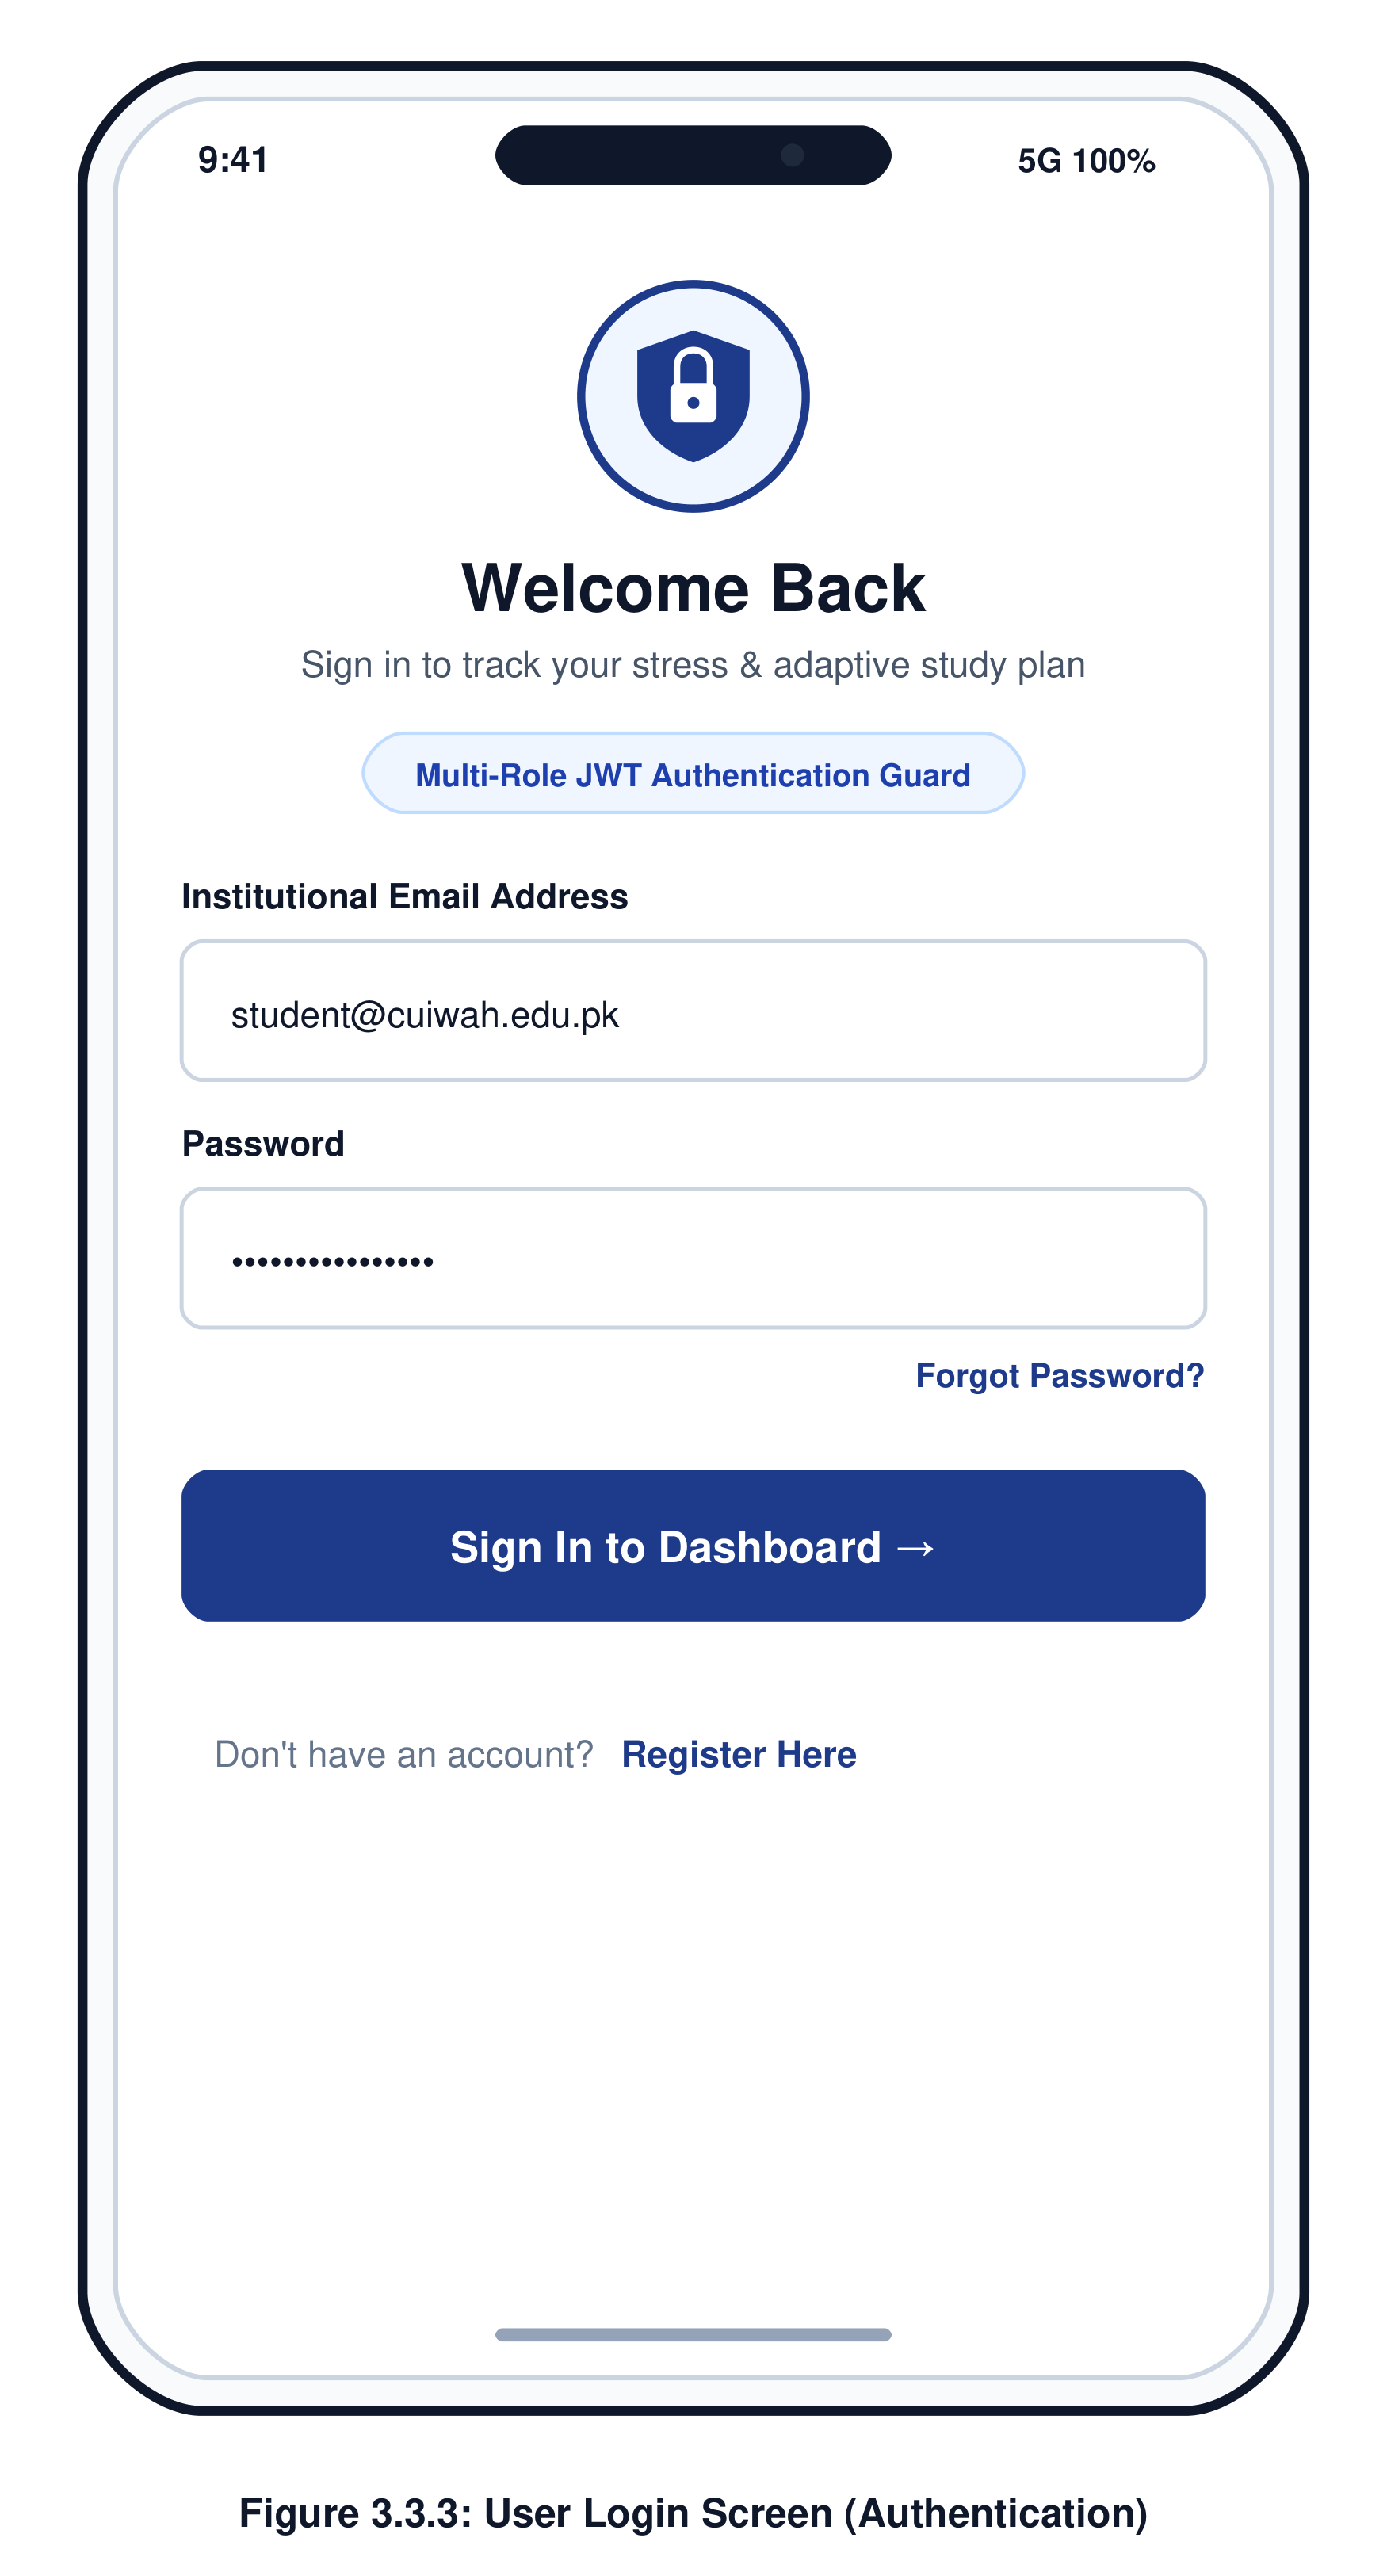 9:41
5G 100%
Welcome Back
Sign in to track your stress & adaptive study plan
Multi-Role JWT Authentication Guard
Institutional Email Address
student@cuiwah.edu.pk
Password
••••••••••••••••
Forgot Password?
Sign In to Dashboard →
Don't have an account? Register Here
Figure 3.3.3: User Login Screen (Authentication)